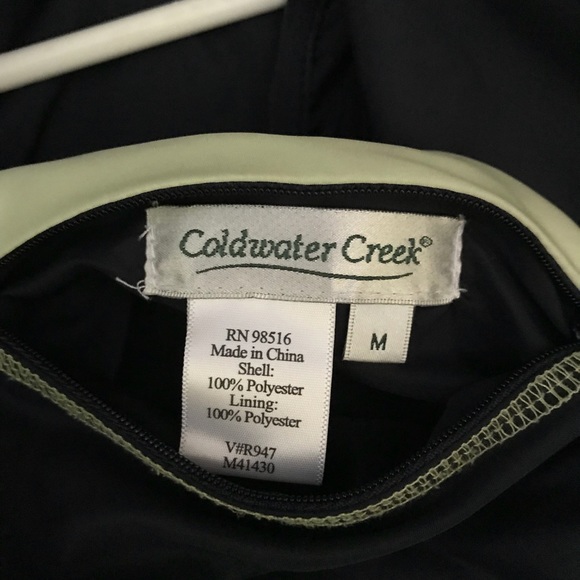 Coldwater Creek®
RN 98516
Made in China
Shell:
100% Polyester
Lining:
100% Polyester
V#R947
M41430
M